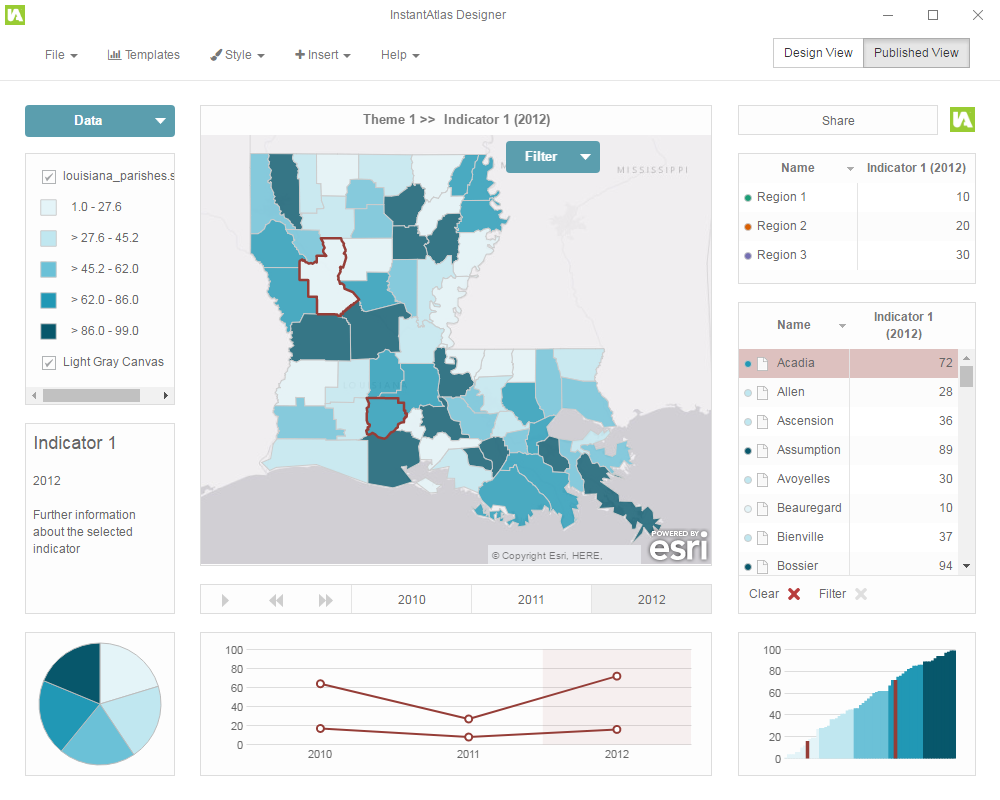 InstantAtlas Designer
File
Templates
Style
Insert
Help
Design View
Published View
Data
louisiana_parishes.s
1.0 - 27.6
> 27.6 - 45.2
> 45.2 - 62.0
> 62.0 - 86.0
> 86.0 - 99.0
Light Gray Canvas
Indicator 1
2012
Further information
about the selected
indicator
Theme 1 >> Indicator 1 (2012)
Filter
MISSISSIPPI
POWERED BY
esri
© Copyright Esri, HERE,
2010
2011
2012
100
80
60
40
20
0
2010
2011
2012
Share
IA
Name
Indicator 1 (2012)
Region 1 10
Region 2 20
Region 3 30
Name
Indicator 1
(2012)
Acadia 72
Allen 28
Ascension 36
Assumption 89
Avoyelles 30
Beauregard 10
Bienville 37
Bossier 94
Clear
Filter
100
80
60
40
20
0